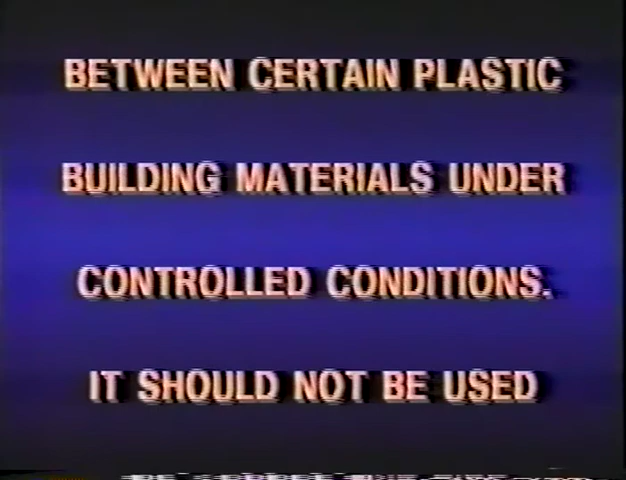 BETWEEN CERTAIN PLASTIC
BUILDING MATERIALS UNDER
CONTROLLED CONDITIONS.
IT SHOULD NOT BE USED